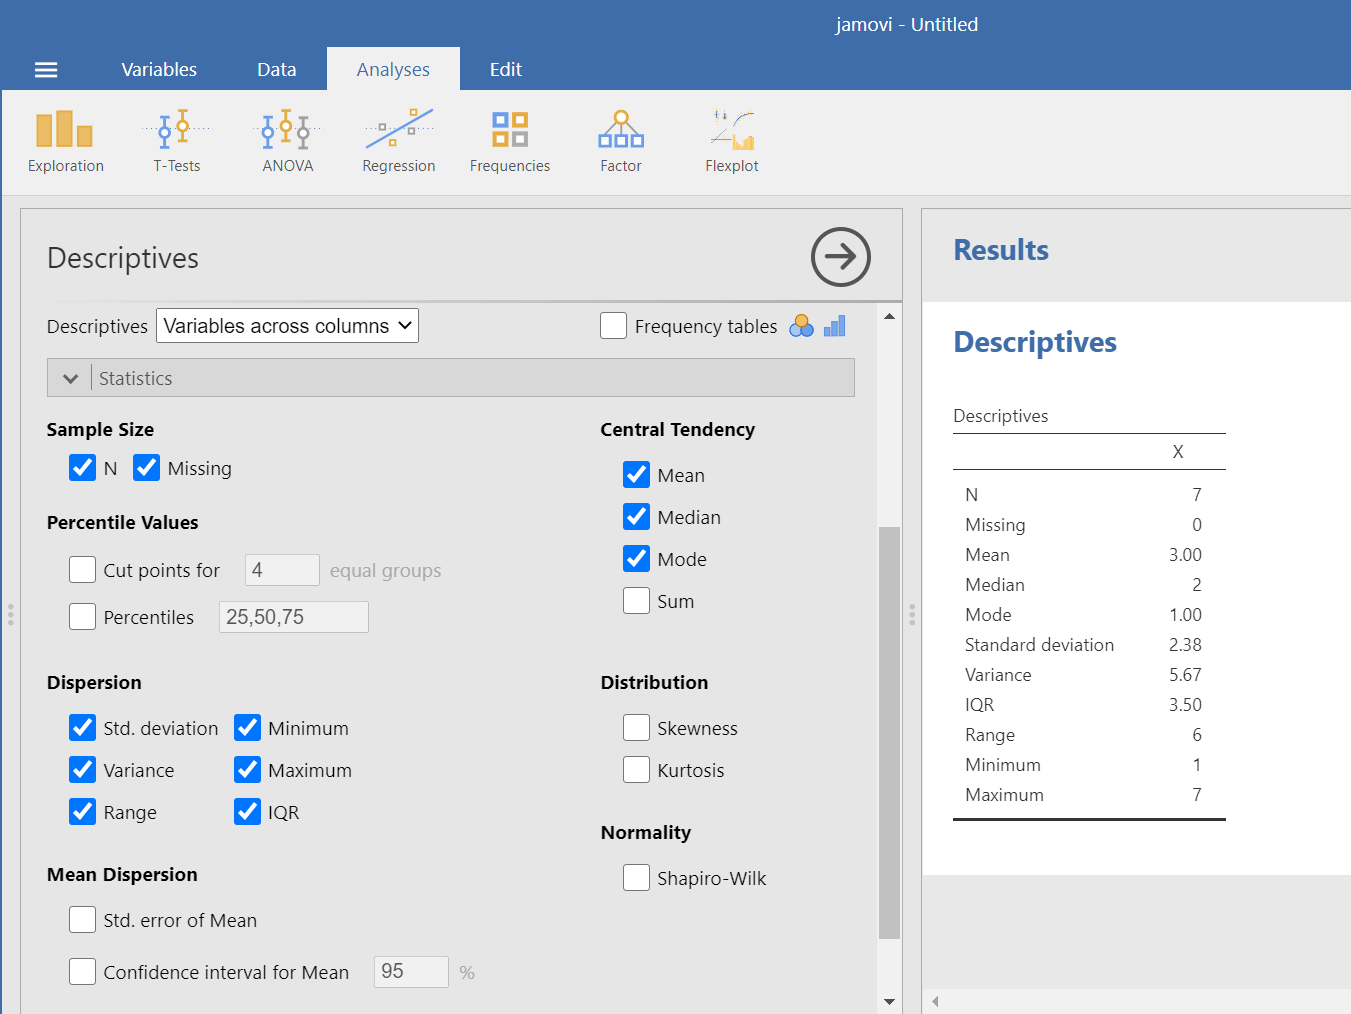 jamovi - Untitled
Variables Data Analyses Edit
Exploration T-Tests ANOVA Regression Frequencies Factor Flexplot
Descriptives
Descriptives Variables across columns Frequency tables
Statistics
Sample Size
N Missing
Percentile Values
Cut points for 4 equal groups
Percentiles 25,50,75
Dispersion
Std. deviation Minimum
Variance Maximum
Range IQR
Mean Dispersion
Std. error of Mean
Confidence interval for Mean 95 %
Central Tendency
Mean
Median
Mode
Sum
Distribution
Skewness
Kurtosis
Normality
Shapiro-Wilk
Results
Descriptives
Descriptives
X
N 7
Missing 0
Mean 3.00
Median 2
Mode 1.00
Standard deviation 2.38
Variance 5.67
IQR 3.50
Range 6
Minimum 1
Maximum 7